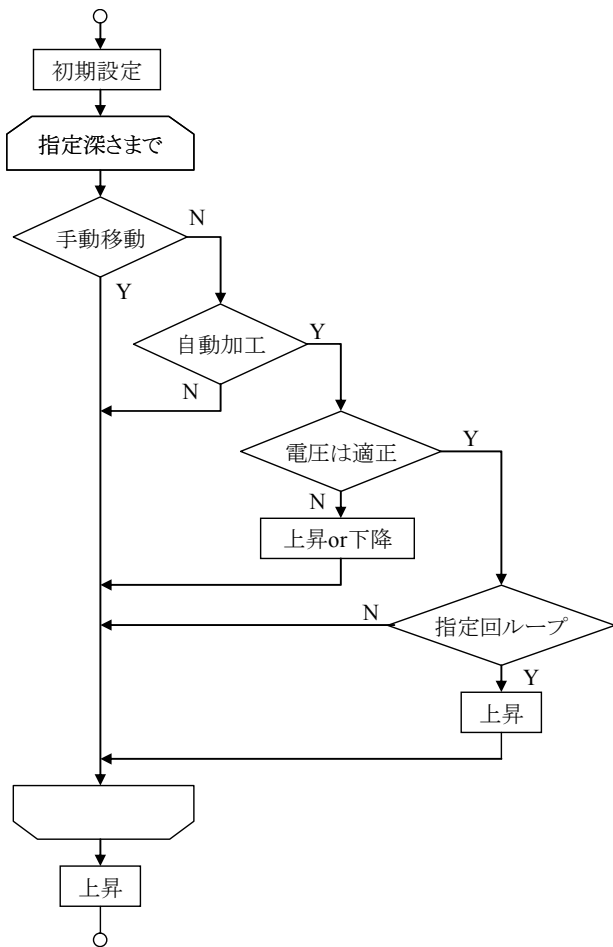 初期設定
指定深さまで
手動移動
N
Y
自動加工
Y
N
電圧は適正
Y
N
上昇or下降
指定回ループ
N
Y
上昇
上昇